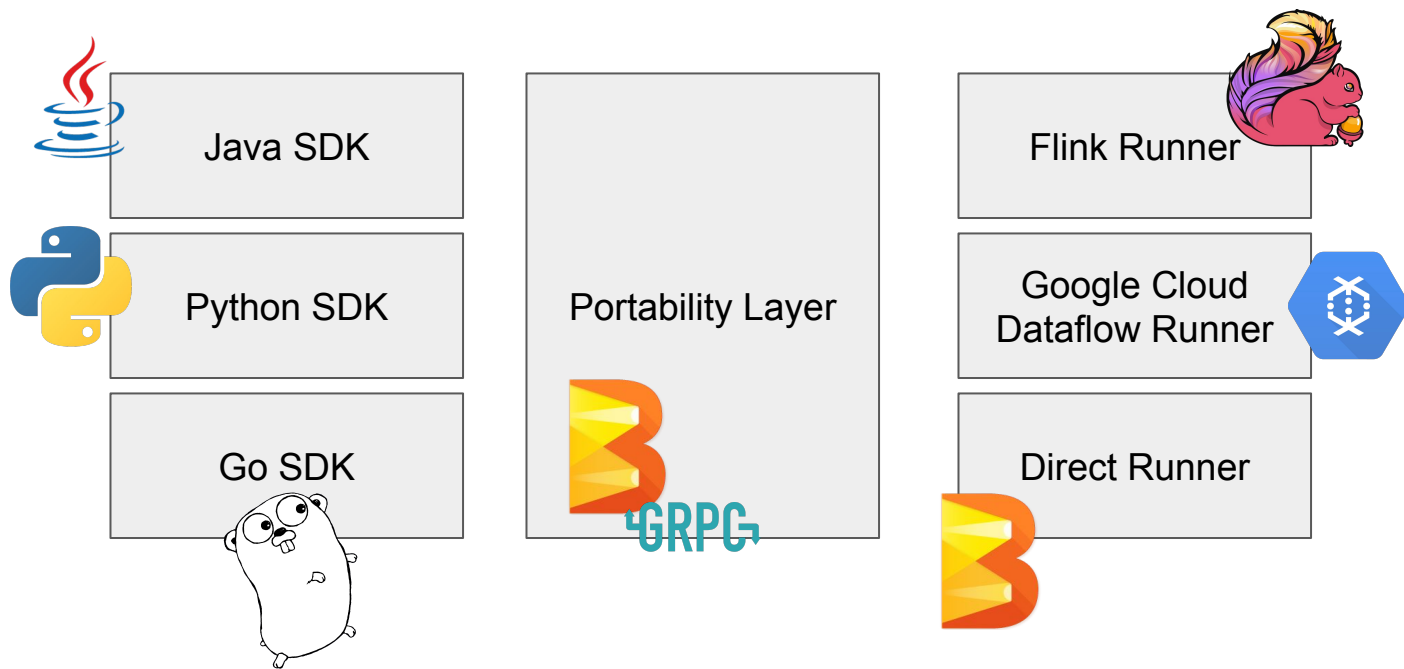 Java SDK
Python SDK
Go SDK
Portability Layer
GRPC
Flink Runner
Google Cloud
Dataflow Runner
Direct Runner